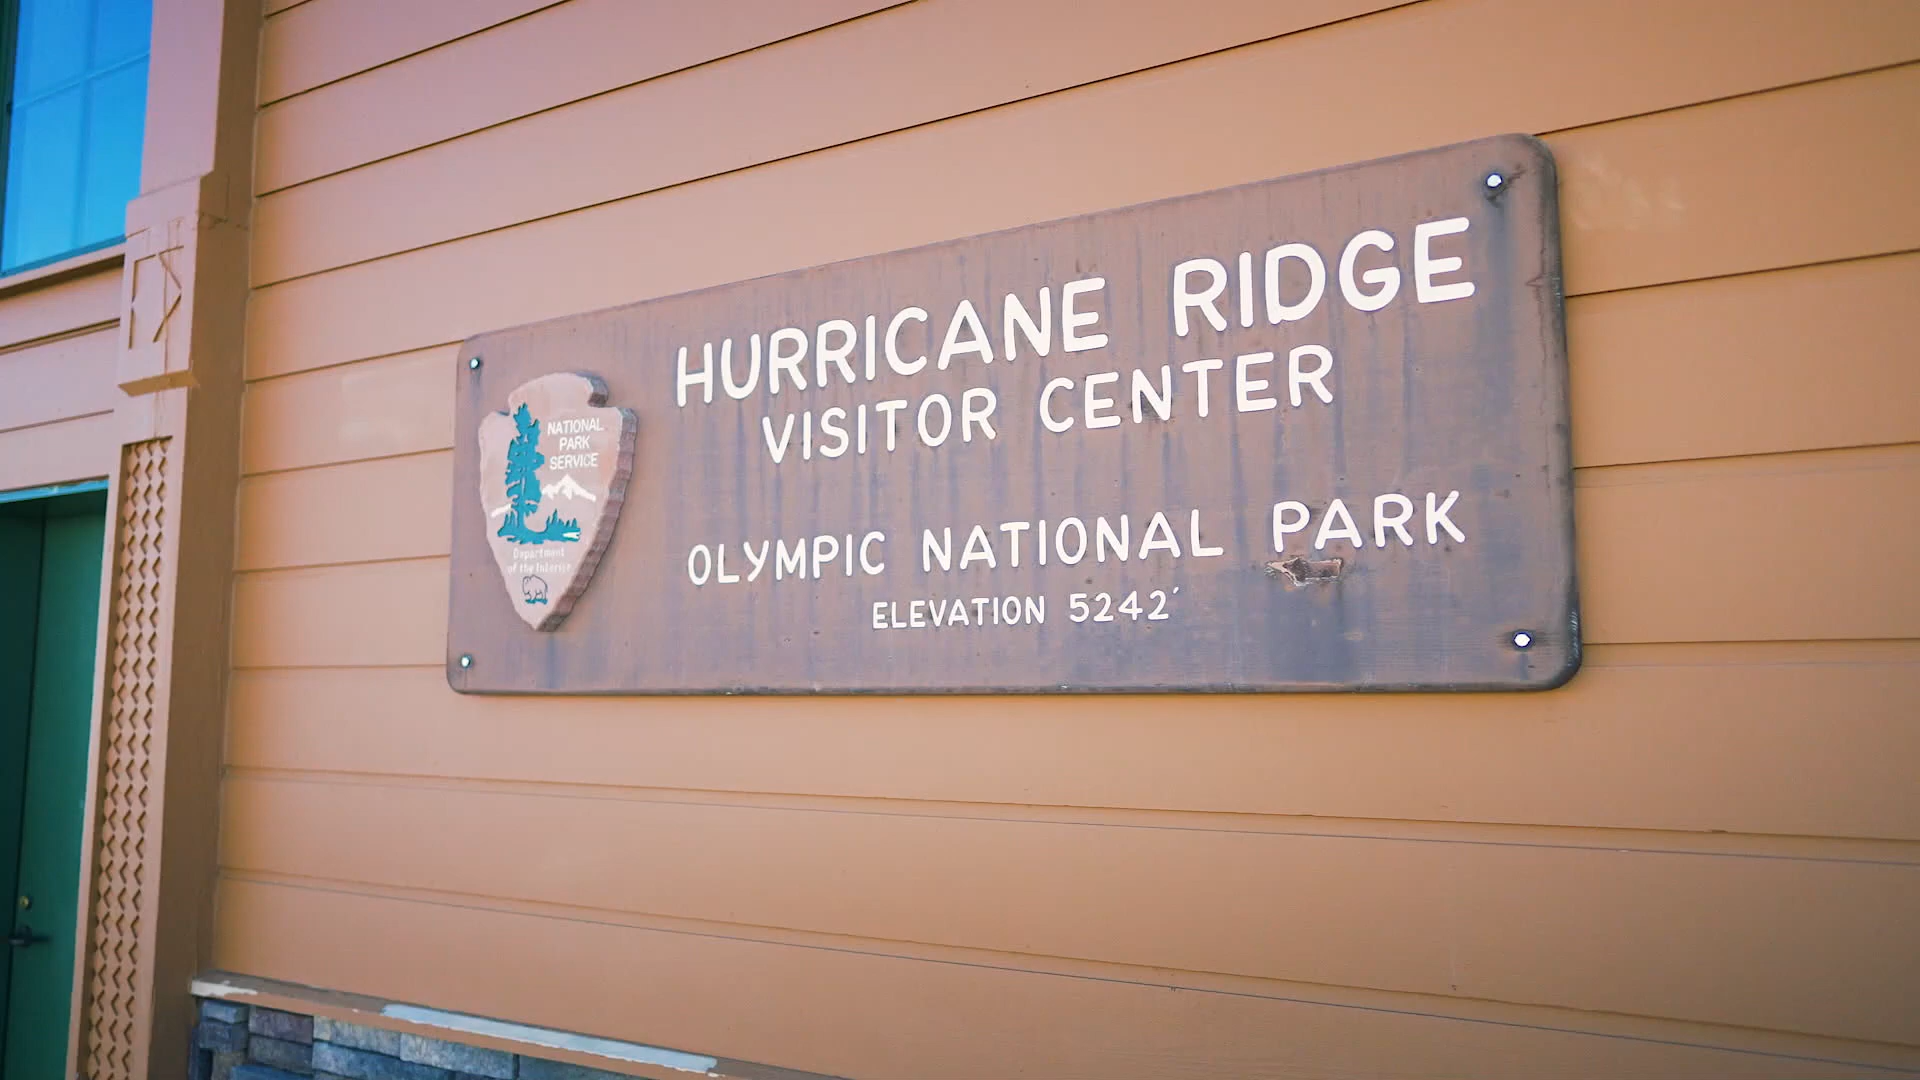 HURRICANE RIDGE
VISITOR CENTER
OLYMPIC NATIONAL PARK
ELEVATION 5242'
NATIONAL
PARK
SERVICE
Department
of the Interior